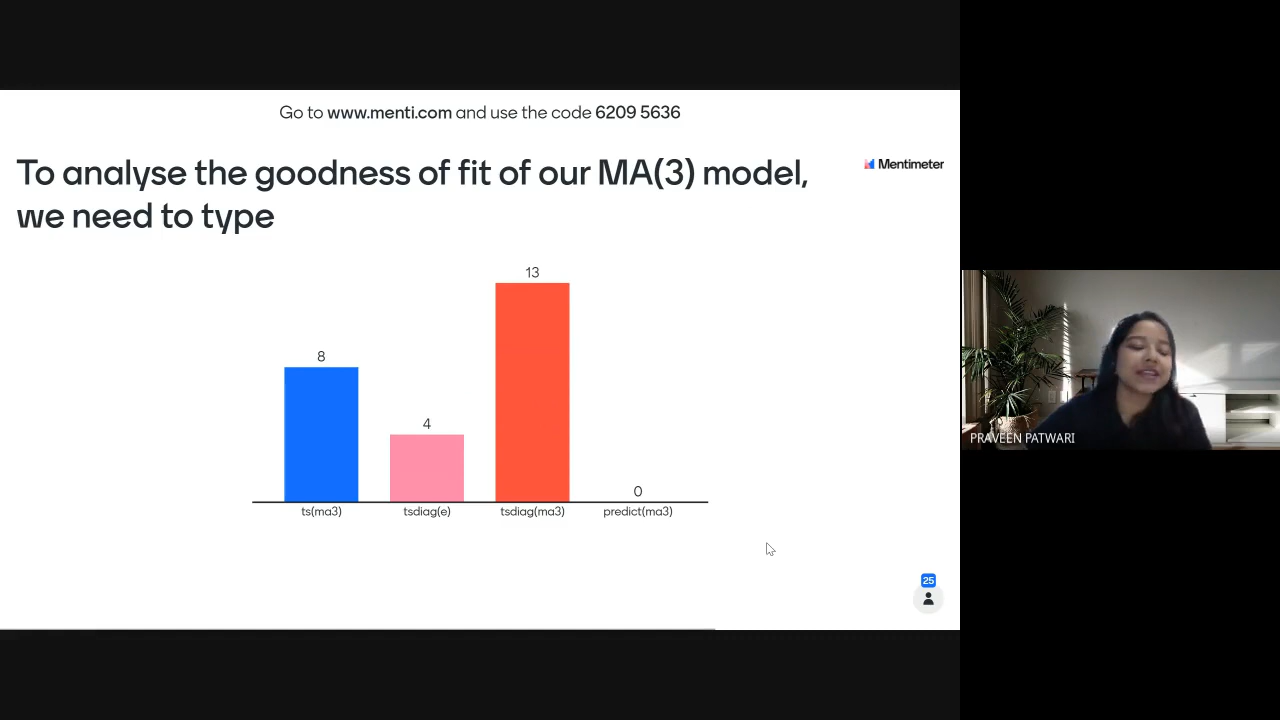 Go to www.menti.com and use the code 6209 5636
To analyse the goodness of fit of our MA(3) model,
we need to type
Mentimeter
13
8
4
0
ts(ma3)
tsdiag(e)
tsdiag(ma3)
predict(ma3)
25
PRAVEEN PATWARI